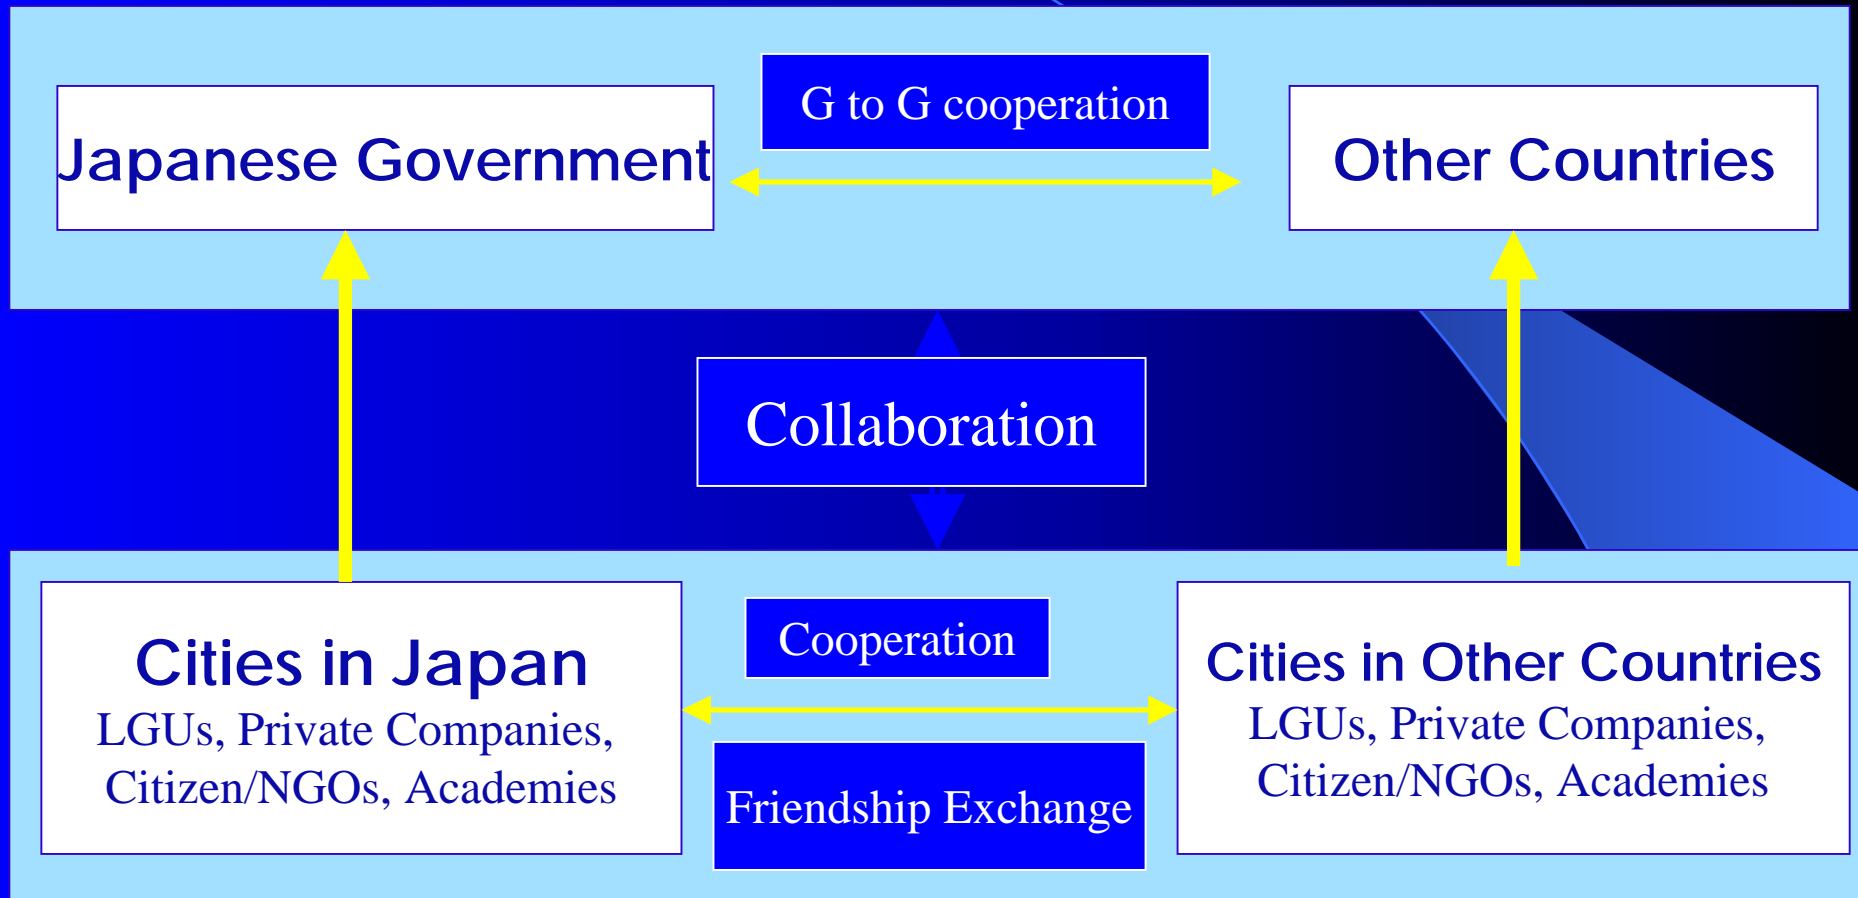 G to G cooperation
Japanese Government
Other Countries
Collaboration
Cities in Japan
LGUs, Private Companies,
Citizen/NGOs, Academies
Cooperation
Friendship Exchange
Cities in Other Countries
LGUs, Private Companies,
Citizen/NGOs, Academies